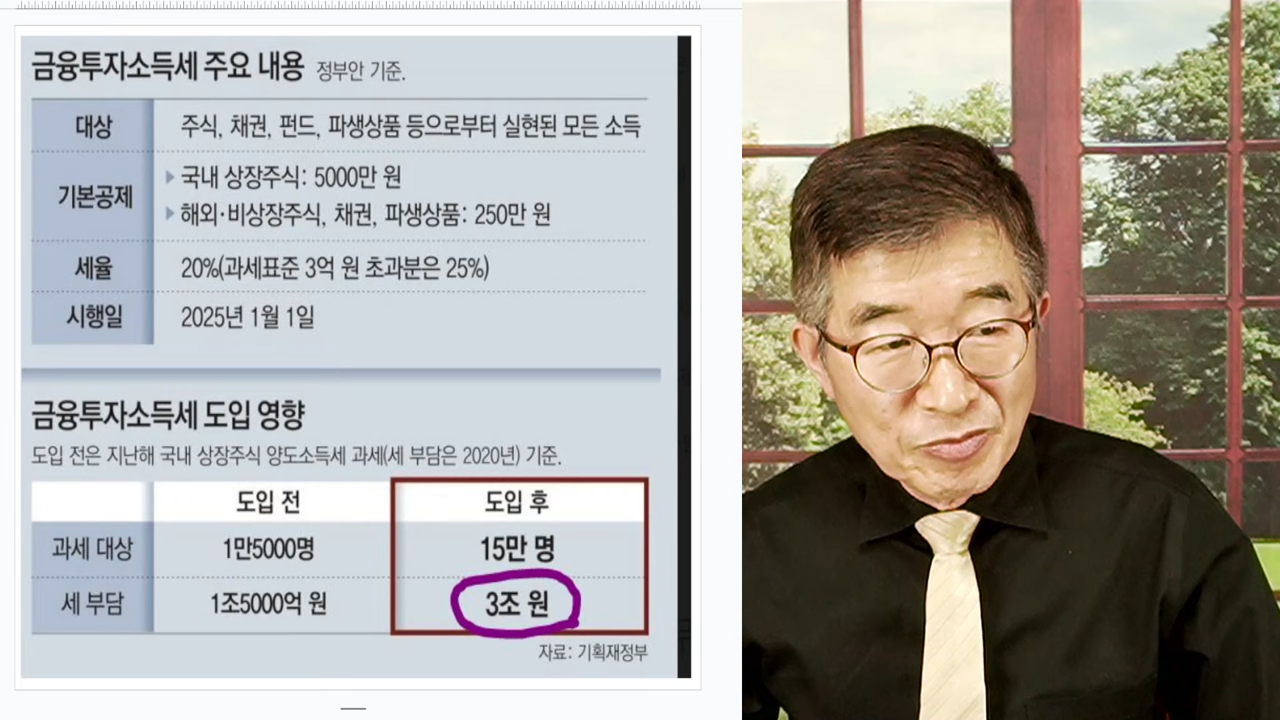 금융투자소득세 주요 내용 정부안 기준.
대상 주식, 채권, 펀드, 파생상품 등으로부터 실현된 모든 소득
기본공제 ▶국내 상장주식: 5000만 원
▶해외·비상장주식, 채권, 파생상품: 250만 원
세율 20%(과세표준 3억 원 초과분은 25%)
시행일 2025년 1월 1일
금융투자소득세 도입 영향
도입 전은 지난해 국내 상장주식 양도소득세 과세(세 부담은 2020년) 기준.
도입 전 도입 후
과세 대상 1만5000명 15만 명
세 부담 1조5000억 원 3조 원
자료: 기획재정부